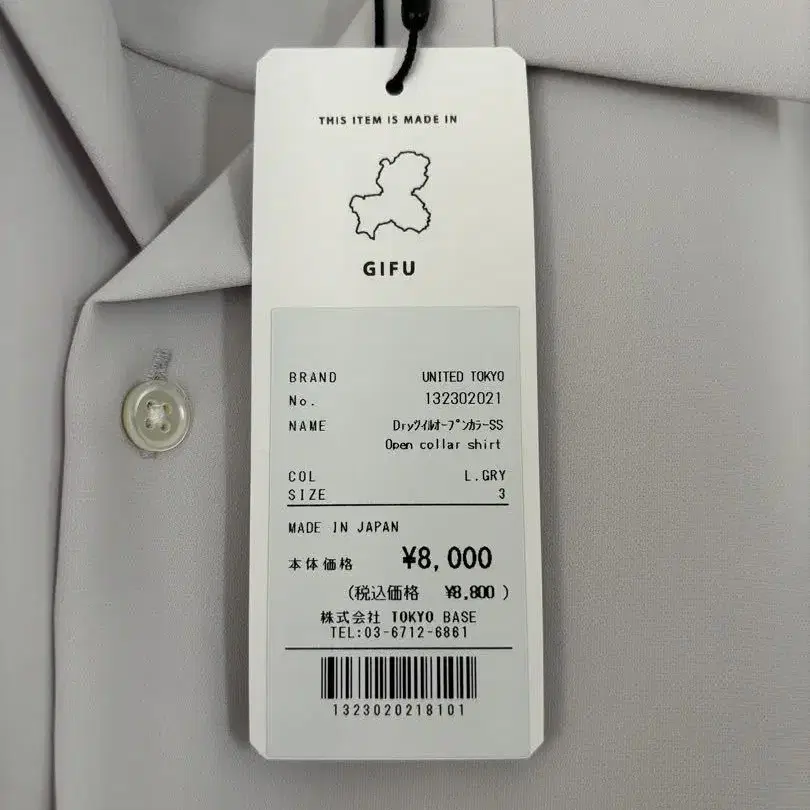 THIS ITEM IS MADE IN
GIFU
BRAND UNITED TOKYO
No. 132302021
NAME DryﾂｲﾙｵｰﾌﾟﾝｶﾗｰSS
Open collar shirt
COL L.GRY
SIZE 3
MADE IN JAPAN
本体価格 ¥8,000
(税込価格 ¥8,800 )
株式会社 TOKYO BASE
TEL:03-6712-6861
1323020218101